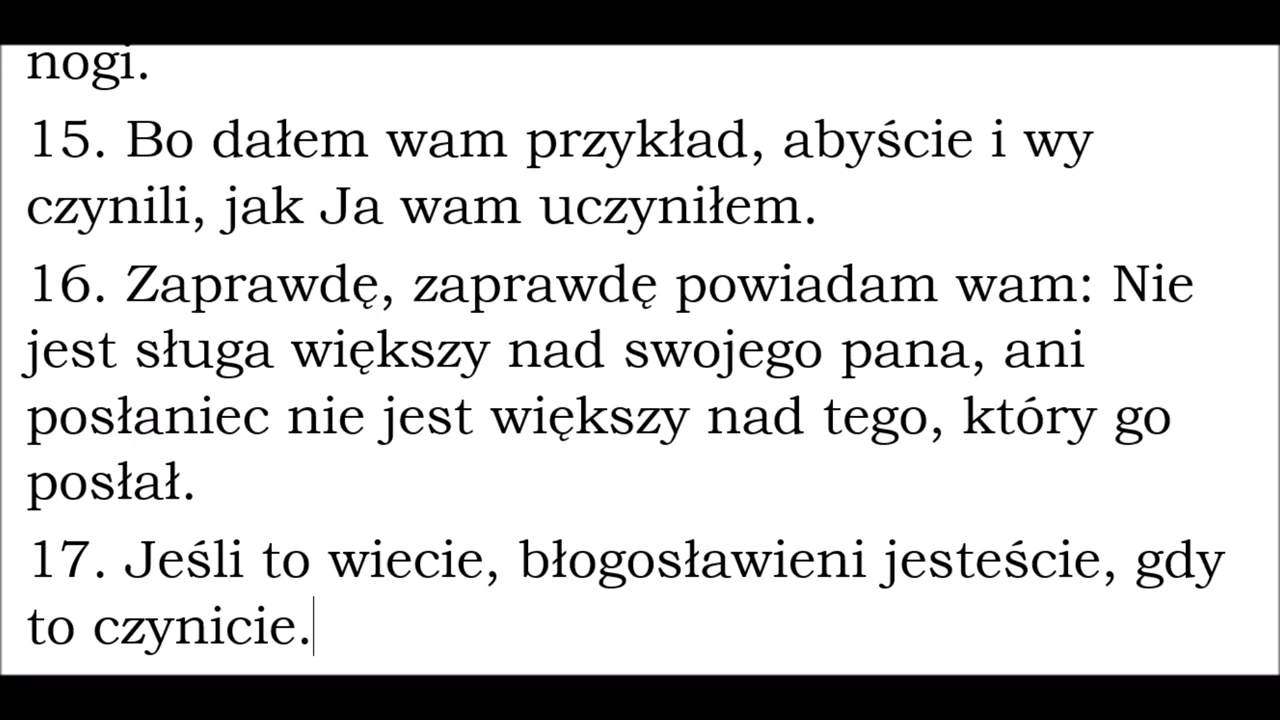 nogi.
15. Bo dałem wam przykład, abyście i wy
czynili, jak Ja wam uczyniłem.
16. Zaprawdę, zaprawdę powiadam wam: Nie
jest sługa większy nad swojego pana, ani
posłaniec nie jest większy nad tego, który go
posłał.
17. Jeśli to wiecie, błogosławieni jesteście, gdy
to czynicie.